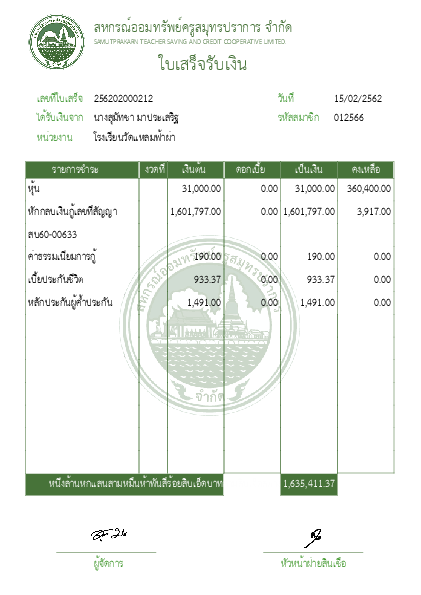 สหกรณ์ออมทรัพย์ครูสมุทรปราการ จำกัด
SAMUTPRAKARN TEACHER SAVING AND CREDIT COOPERATIVE LIMITED.
ใบเสร็จรับเงิน
เลขที่ใบเสร็จ 256202000212 วันที่ 15/02/2562
ได้รับเงินจาก นางสุมัทยา มาประเสริฐ รหัสสมาชิก 012566
หน่วยงาน โรงเรียนวัดแหลมฟ้าผ่า
รายการชำระ งวดที่ เงินต้น ดอกเบี้ย เป็นเงิน คงเหลือ
หุ้น 31,000.00 0.00 31,000.00 360,400.00
หักกลบเงินกู้เลขที่สัญญา 1,601,797.00 0.00 1,601,797.00 3,917.00
สบ60-00633
ค่าธรรมเนียมการกู้ 190.00 0.00 190.00 0.00
เบี้ยประกันชีวิต 933.37 0.00 933.37 0.00
หลักประกันผู้ค้ำประกัน 1,491.00 0.00 1,491.00 0.00
สหกรณ์ออมทรัพย์ครูสมุทรปราการ
จำกัด
หนึ่งล้านหกแสนสามหมื่นห้าพันสี่ร้อยสิบเอ็ดบาท 1,635,411.37
ผู้จัดการ หัวหน้าฝ่ายสินเชื่อ